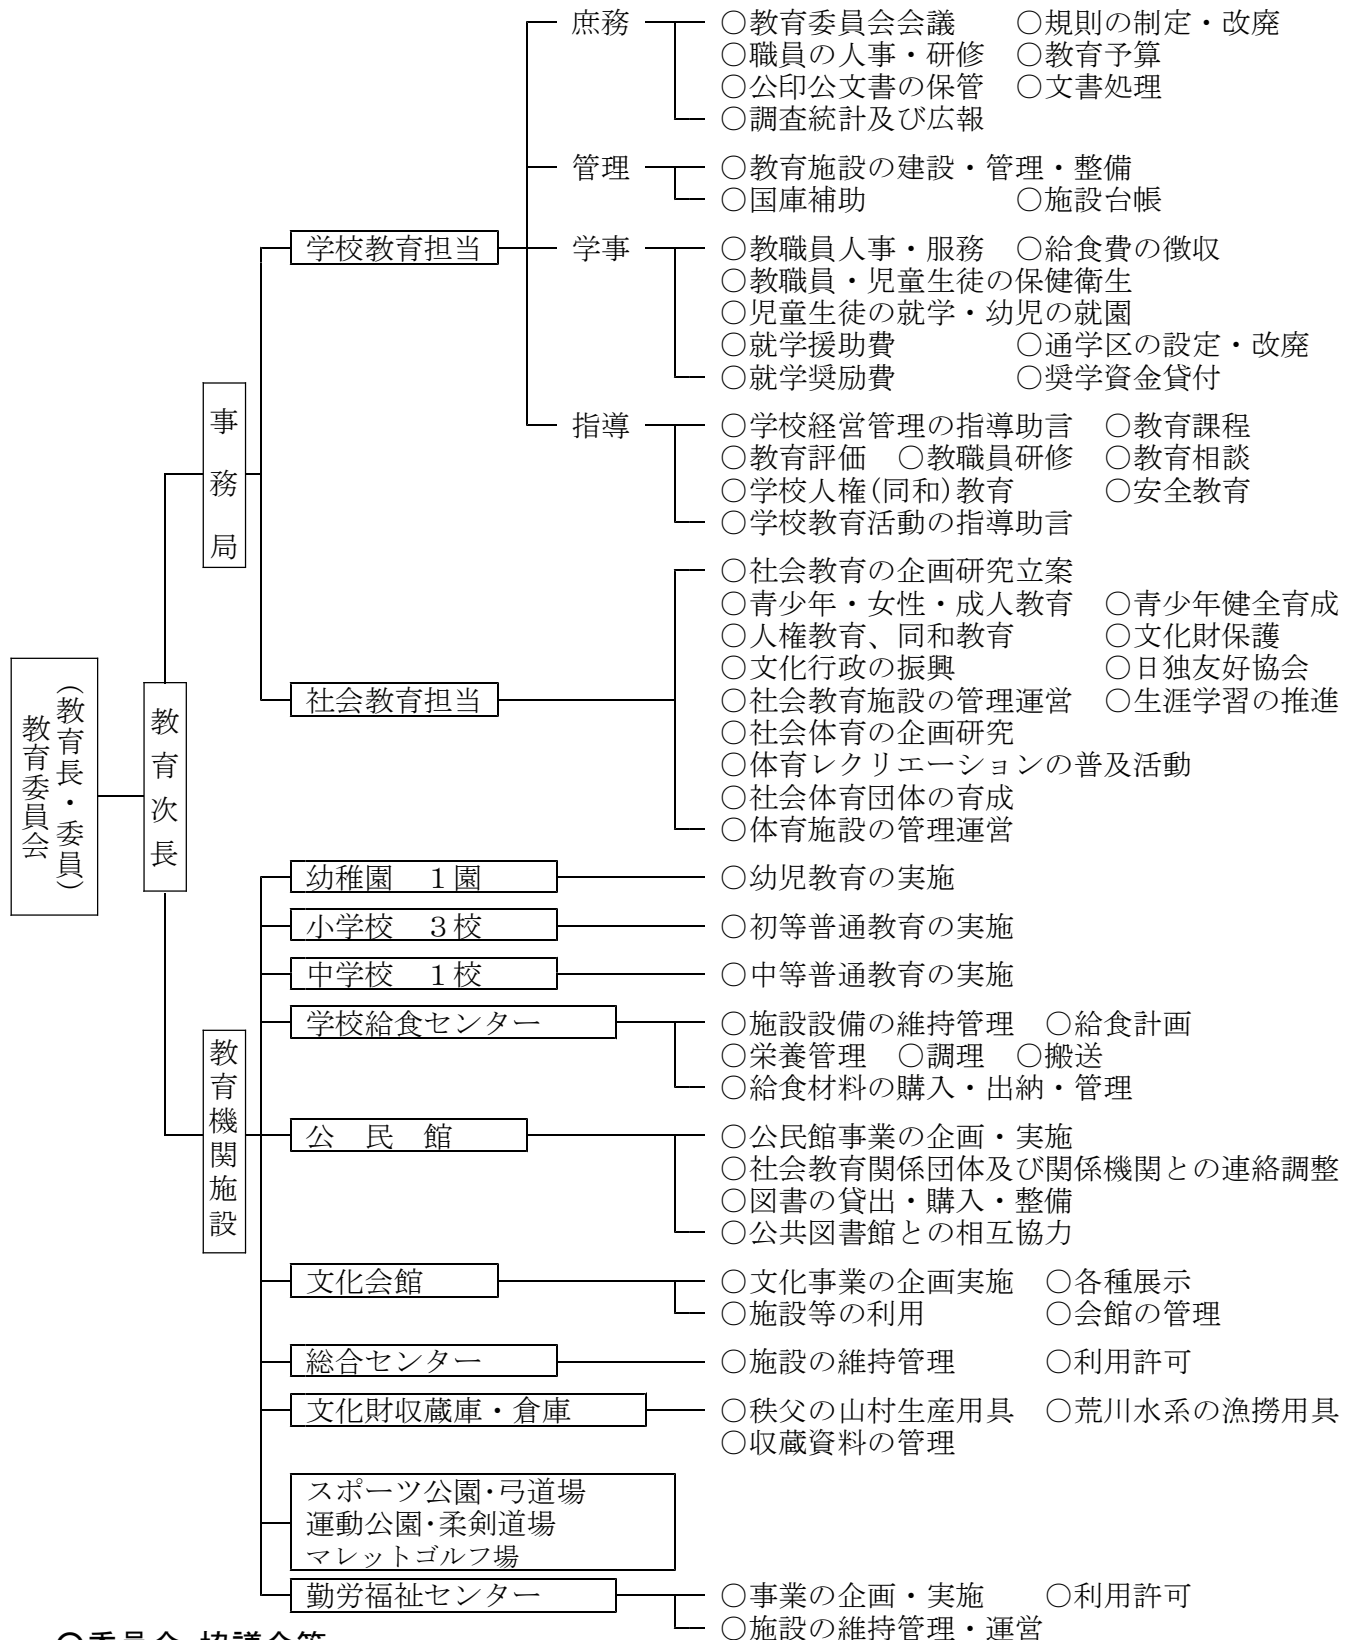 教育委員会
(教育長・委員)
教育次長
事務局
学校教育担当
庶務
○教育委員会会議 ○規則の制定・改廃
○職員の人事・研修 ○教育予算
○公印公文書の保管 ○文書処理
○調査統計及び広報
管理
○教育施設の建設・管理・整備
○国庫補助 ○施設台帳
学事
○教職員人事・服務 ○給食費の徴収
○教職員・児童生徒の保健衛生
○児童生徒の就学・幼児の就園
○就学援助費 ○通学区の設定・改廃
○就学奨励費 ○奨学資金貸付
指導
○学校経営管理の指導助言 ○教育課程
○教育評価 ○教職員研修 ○教育相談
○学校人権(同和)教育 ○安全教育
○学校教育活動の指導助言
社会教育担当
○社会教育の企画研究立案
○青少年・女性・成人教育 ○青少年健全育成
○人権教育、同和教育 ○文化財保護
○文化行政の振興 ○日独友好協会
○社会教育施設の管理運営 ○生涯学習の推進
○社会体育の企画研究
○体育レクリエーションの普及活動
○社会体育団体の育成
○体育施設の管理運営
教育機関施設
幼稚園 1園
○幼児教育の実施
小学校 3校
○初等普通教育の実施
中学校 1校
○中等普通教育の実施
学校給食センター
○施設設備の維持管理 ○給食計画
○栄養管理 ○調理 ○搬送
○給食材料の購入・出納・管理
公 民 館
○公民館事業の企画・実施
○社会教育関係団体及び関係機関との連絡調整
○図書の貸出・購入・整備
○公共図書館との相互協力
文化会館
○文化事業の企画実施 ○各種展示
○施設等の利用 ○会館の管理
総合センター
○施設の維持管理 ○利用許可
文化財収蔵庫・倉庫
○秩父の山村生産用具 ○荒川水系の漁撈用具
○収蔵資料の管理
スポーツ公園・弓道場
運動公園・柔剣道場
マレットゴルフ場
勤労福祉センター
○事業の企画・実施 ○利用許可
○施設の維持管理・運営